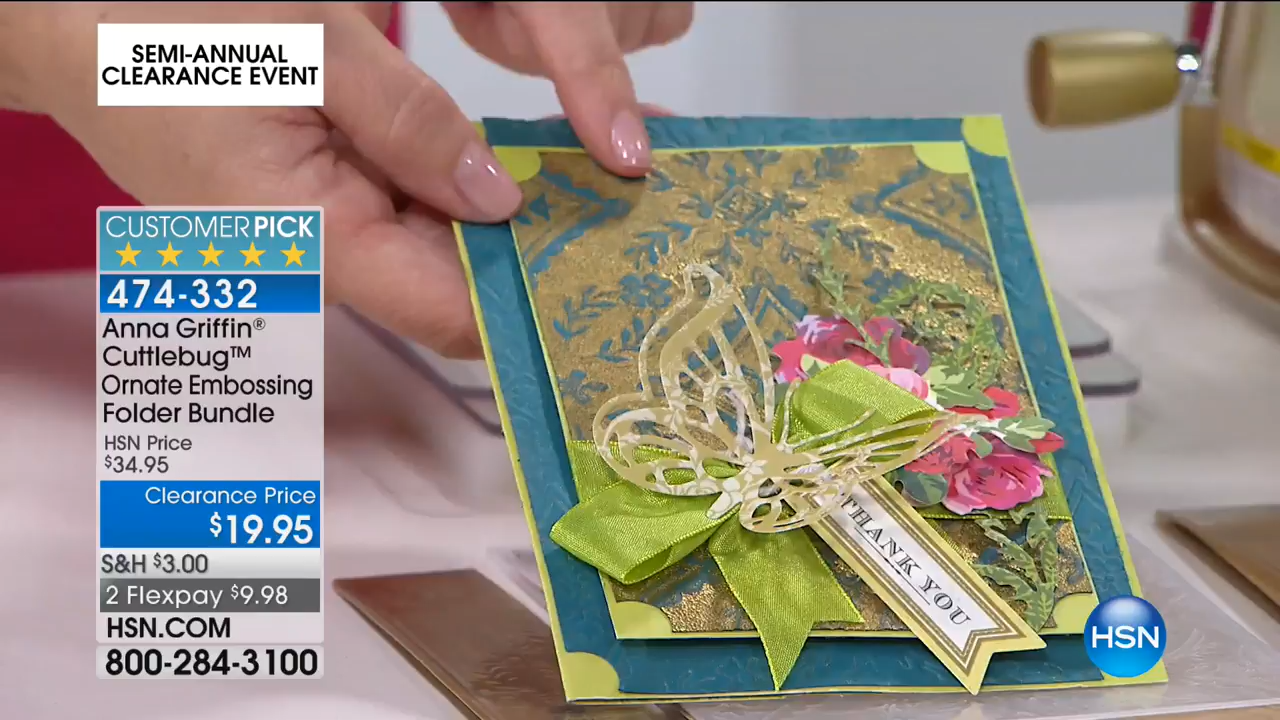 SEMI-ANNUAL
CLEARANCE EVENT
CUSTOMER PICK
474-332
Anna Griffin®
Cuttlebug™
Ornate Embossing
Folder Bundle
HSN Price
$34.95
Clearance Price
$19.95
S&H $3.00
2 Flexpay $9.98
HSN.COM
800-284-3100
THANK YOU
HSN